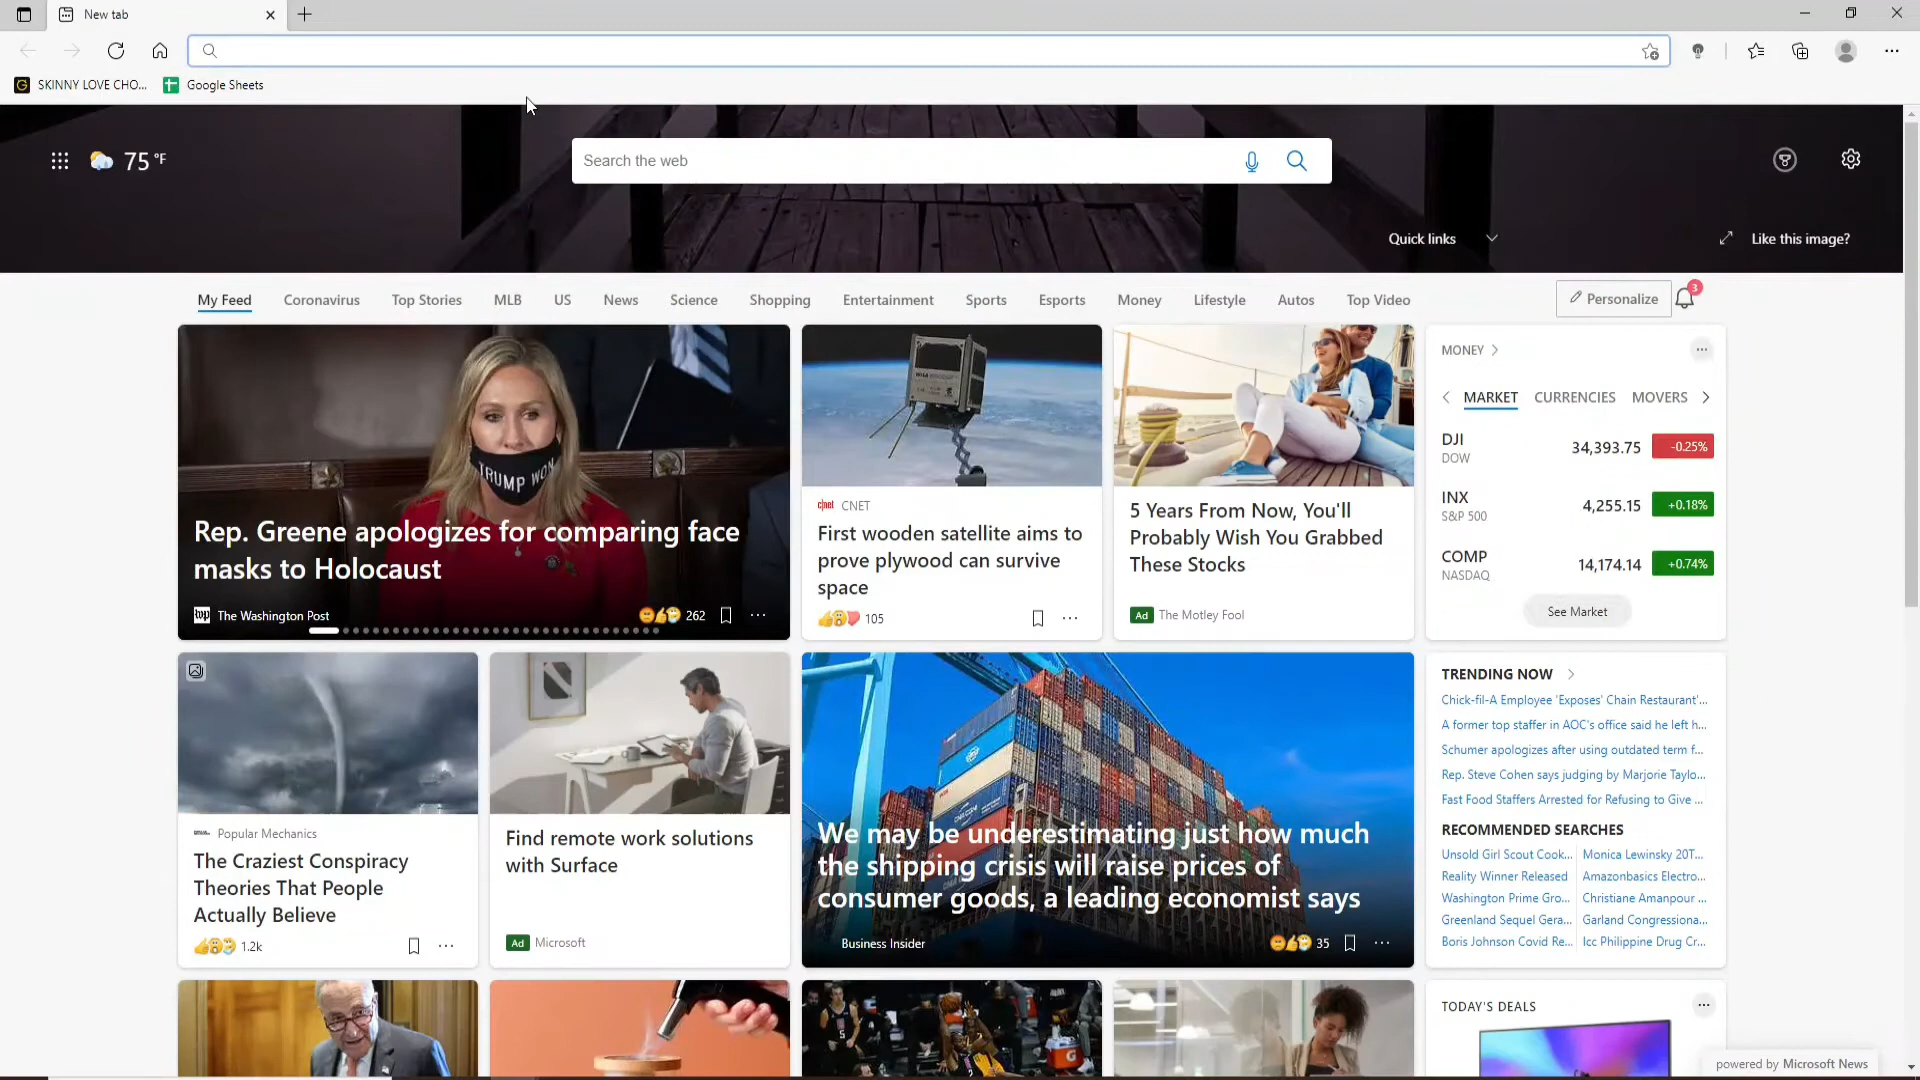 New tab
SKINNY LOVE CHO...
Google Sheets
75 °F
Search the web
Quick links
Like this image?
My Feed
Coronavirus
Top Stories
MLB
US
News
Science
Shopping
Entertainment
Sports
Esports
Money
Lifestyle
Autos
Top Video
Personalize
3
TRUMP WON
Rep. Greene apologizes for comparing face
masks to Holocaust
wp The Washington Post
262
WISA
c|net CNET
First wooden satellite aims to
prove plywood can survive
space
105
5 Years From Now, You'll
Probably Wish You Grabbed
These Stocks
Ad The Motley Fool
MONEY
MARKET CURRENCIES MOVERS
DJI 34,393.75 -0.25%
DOW
INX 4,255.15 +0.18%
S&P 500
COMP 14,174.14 +0.74%
NASDAQ
See Market
Popular Mechanics
The Craziest Conspiracy
Theories That People
Actually Believe
1.2k
Find remote work solutions
with Surface
Ad Microsoft
We may be underestimating just how much
the shipping crisis will raise prices of
consumer goods, a leading economist says
Business Insider
35
TRENDING NOW
Chick-fil-A Employee 'Exposes' Chain Restaurant'...
A former top staffer in AOC's office said he left h...
Schumer apologizes after using outdated term f...
Rep. Steve Cohen says judging by Marjorie Taylo...
Fast Food Staffers Arrested for Refusing to Give ...
RECOMMENDED SEARCHES
Unsold Girl Scout Cook... Monica Lewinsky 20T...
Reality Winner Released Amazonbasics Electro...
Washington Prime Gro... Christiane Amanpour ...
Greenland Sequel Gera... Garland Congressiona...
Boris Johnson Covid Re... Icc Philippine Drug Cr...
TODAY'S DEALS
powered by Microsoft News